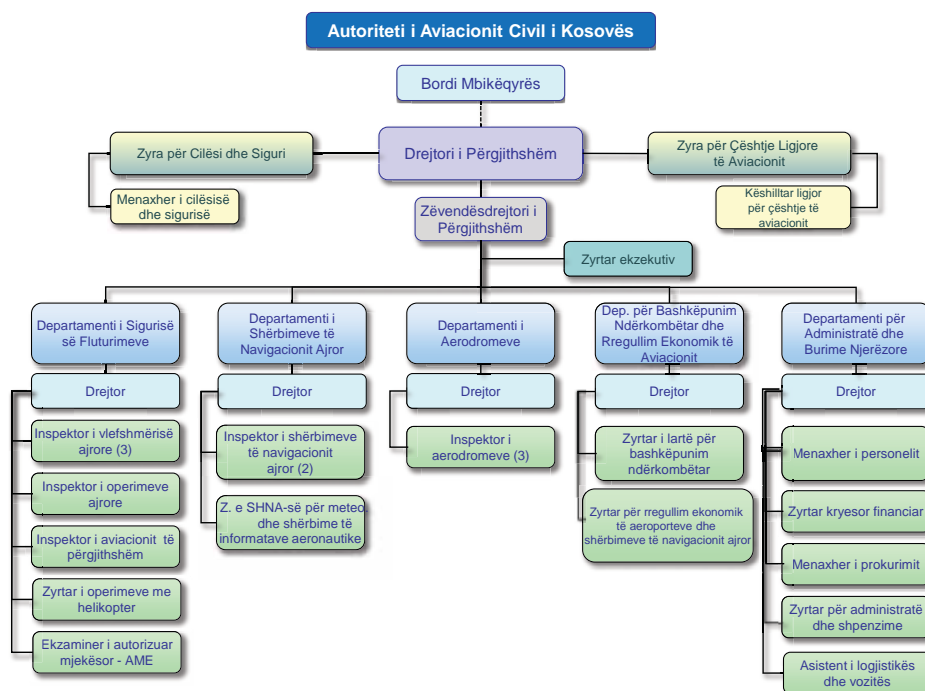 Autoriteti i Aviacionit Civil i Kosovës
Bordi Mbikëqyrës
Zyra për Cilësi dhe Siguri
Drejtori i Përgjithshëm
Zyra për Çështje Ligjore
të Aviacionit
Menaxher i cilësisë
dhe sigurisë
Këshilltar ligjor
për çështje të
aviacionit
Zëvendësdrejtori i
Përgjithshëm
Zyrtar ekzekutiv
Departamenti i Sigurisë
së Fluturimeve
Drejtor
Inspektor i vlefshmërisë
ajrore (3)
Inspektor i operimeve
ajrore
Inspektor i aviacionit të
përgjithshëm
Zyrtar i operimeve me
helikopter
Ekzaminer i autorizuar
mjekësor - AME
Departamenti i
Shërbimeve të
Navigacionit Ajror
Drejtor
Inspektor i shërbimeve
të navigacionit
ajror (2)
Z. e SHNA-së për meteo.
dhe shërbime të
informatave aeronautike
Departamenti i
Aerodromeve
Drejtor
Inspektor i
aerodromeve (3)
Dep. për Bashkëpunim
Ndërkombëtar dhe
Rregullim Ekonomik të
Aviacionit
Drejtor
Zyrtar i lartë për
bashkëpunim
ndërkombëtar
Zyrtar për rregullim ekonomik
të aeroporteve dhe
shërbimeve të navigacionit ajror
Departamenti për
Administratë dhe
Burime Njerëzore
Drejtor
Menaxher i personelit
Zyrtar kryesor financiar
Menaxher i prokurimit
Zyrtar për administratë
dhe shpenzime
Asistent i logjistikës
dhe vozitës